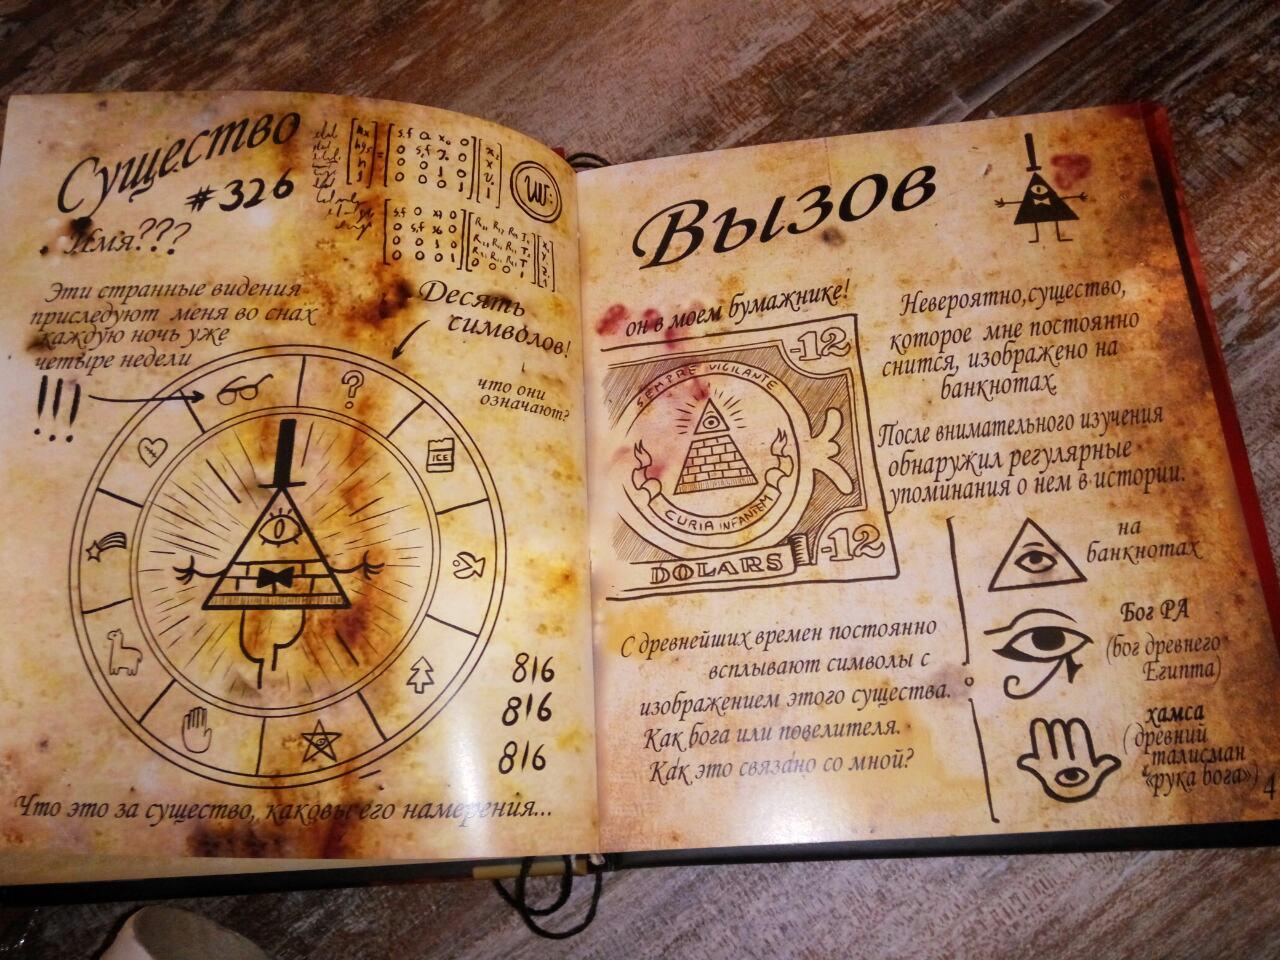 Существо
#326
Имя???
Эти странные видения
приследуют меня во снах
каждую ночь уже
четыре недели
!!!
Десять
символов!
что они
означают?
?
ICE
816
816
816
Что это за существо, каковы его намерения...
Вызов
он в моем бумажнике!
-12
SEMPRE VIGILANTE
CURIA INFANTEM
DOLARS
-12
Невероятно,существо,
которое мне постоянно
снится, изображено на
банкнотах.
После внимательного изучения
обнаружил регулярные
упоминания о нем в истории.
С древнейших времен постоянно
всплывают символы с
изображением этого существа.
Как бога или повелителя.
Как это связано со мной?
на
банкнотах
Бог РА
(бог древнего
Египта)
хамса
(древний
талисман
«рука бога»)
4